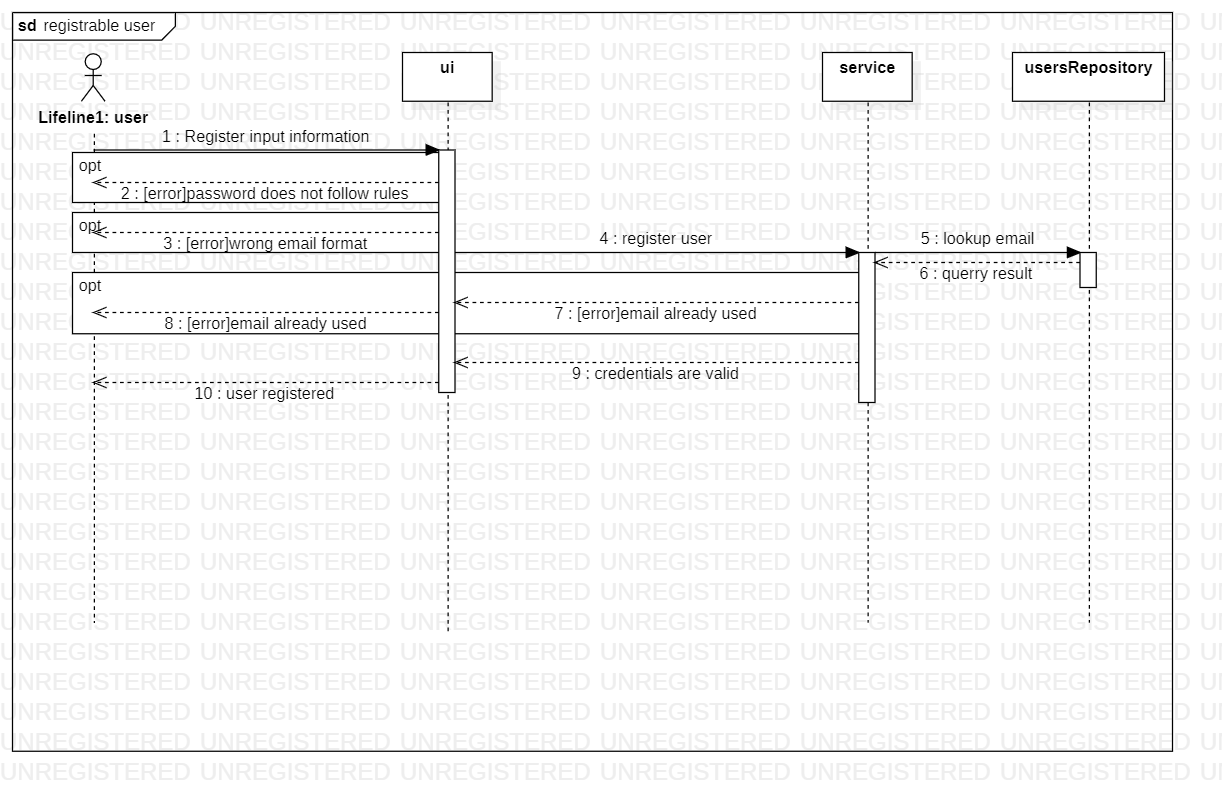 sd registrable user
ui
service
usersRepository
Lifeline1: user
1 : Register input information
opt
2 : [error]password does not follow rules
opt
3 : [error]wrong email format
4 : register user
5 : lookup email
6 : querry result
opt
7 : [error]email already used
8 : [error]email already used
9 : credentials are valid
10 : user registered
UNREGISTERED